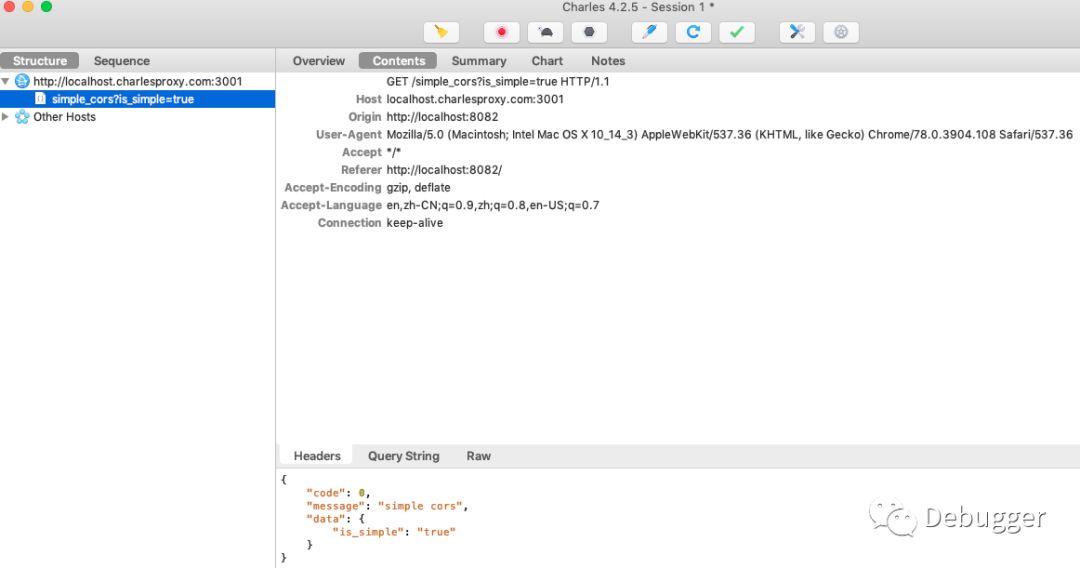 Charles 4.2.5 - Session 1 *
Structure Sequence
Overview Contents Summary Chart Notes
http://localhost.charlesproxy.com:3001
simple_cors?is_simple=true
Other Hosts
GET /simple_cors?is_simple=true HTTP/1.1
Host localhost.charlesproxy.com:3001
Origin http://localhost:8082
User-Agent Mozilla/5.0 (Macintosh; Intel Mac OS X 10_14_3) AppleWebKit/537.36 (KHTML, like Gecko) Chrome/78.0.3904.108 Safari/537.36
Accept */*
Referer http://localhost:8082/
Accept-Encoding gzip, deflate
Accept-Language en,zh-CN;q=0.9,zh;q=0.8,en-US;q=0.7
Connection keep-alive
Headers Query String Raw
{
"code": 0,
"message": "simple cors",
"data": {
"is_simple": "true"
}
}
Debugger